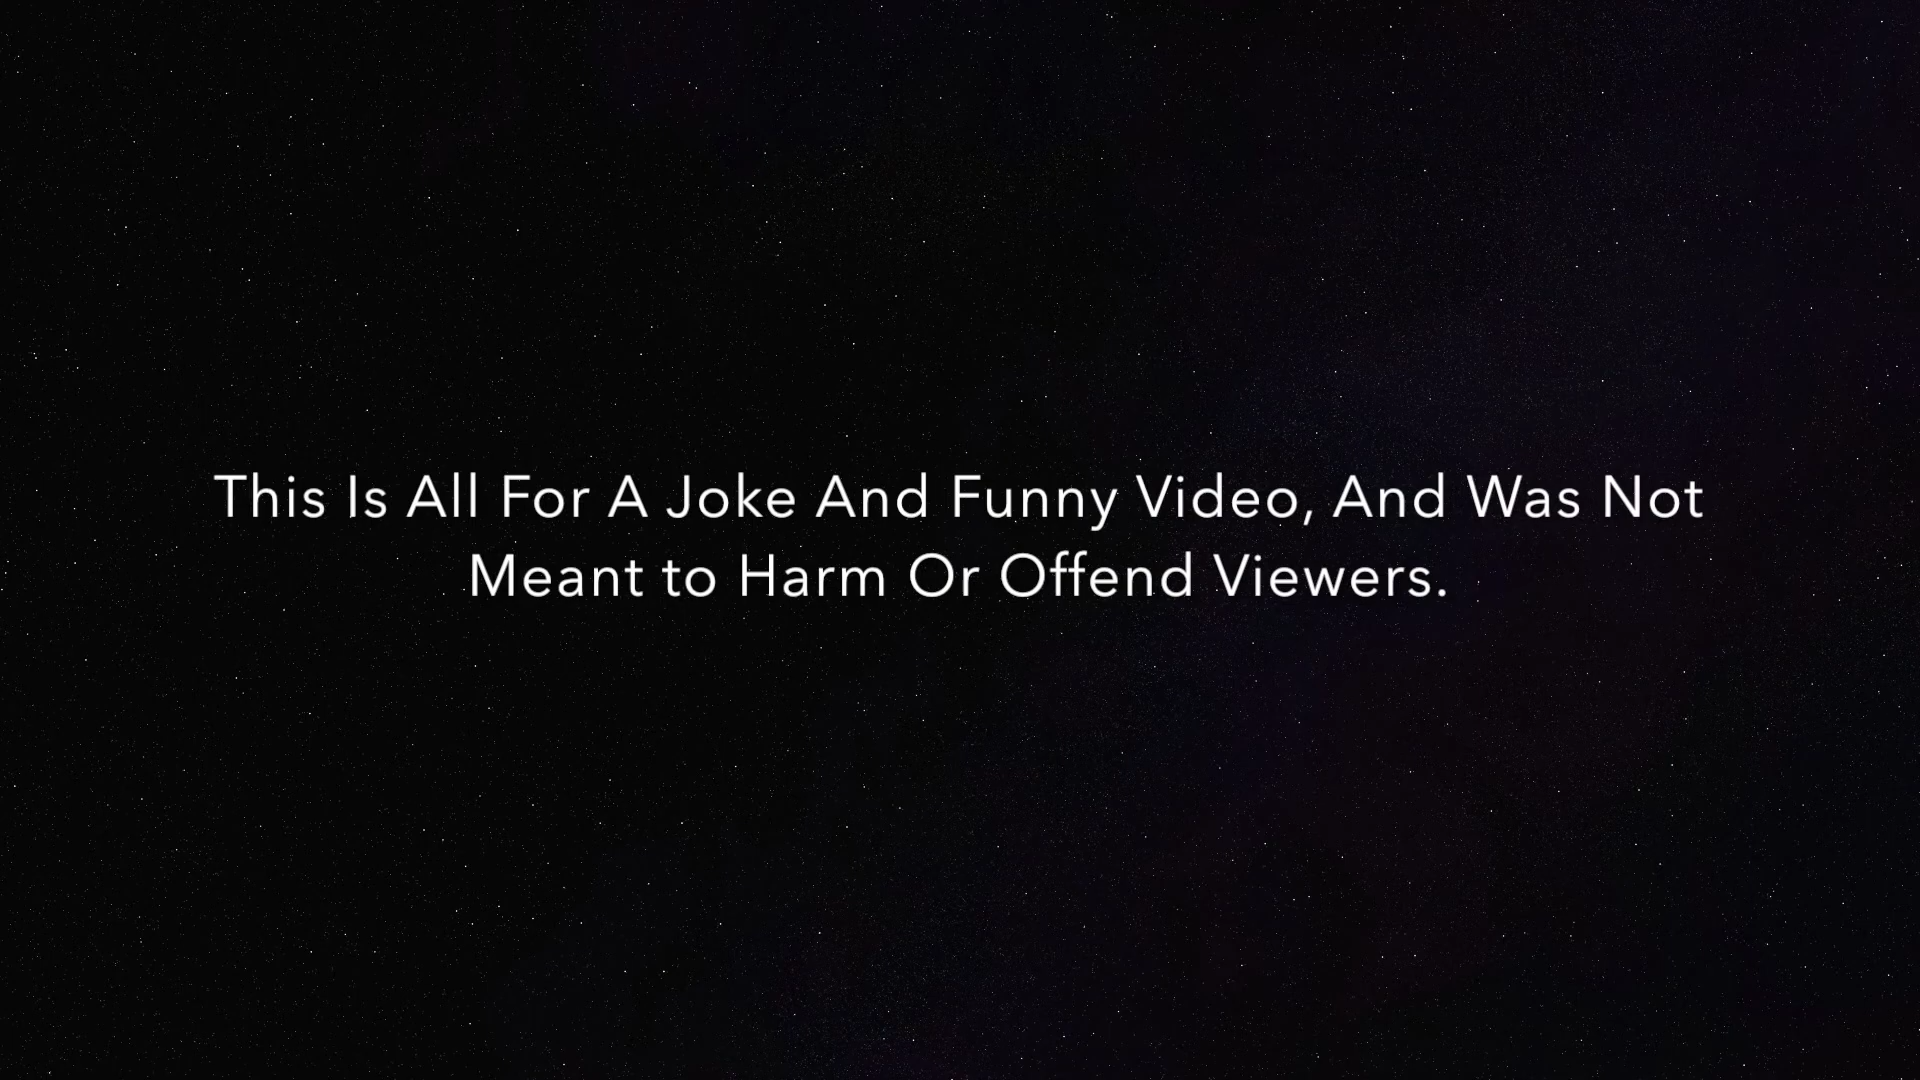 This Is All For A Joke And Funny Video, And Was Not
Meant to Harm Or Offend Viewers.